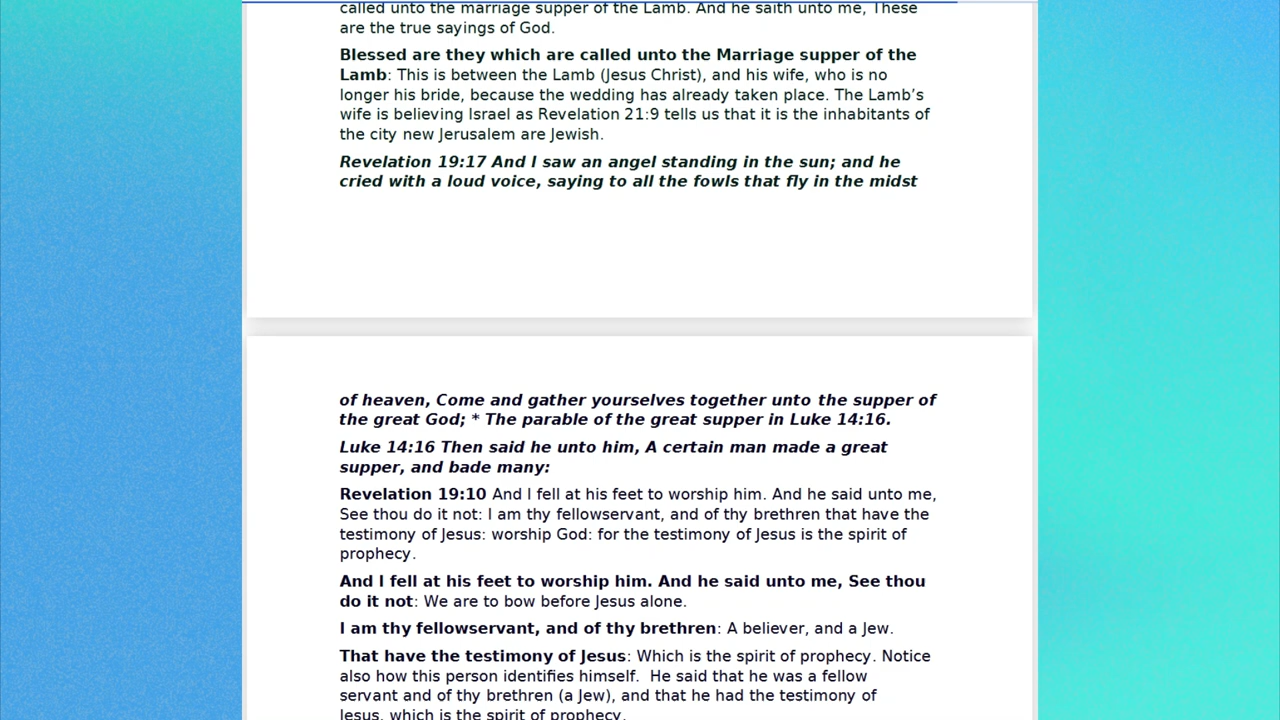 called unto the marriage supper of the Lamb. And he saith unto me, These
are the true sayings of God.
Blessed are they which are called unto the Marriage supper of the
Lamb: This is between the Lamb (Jesus Christ), and his wife, who is no
longer his bride, because the wedding has already taken place. The Lamb’s
wife is believing Israel as Revelation 21:9 tells us that it is the inhabitants of
the city new Jerusalem are Jewish.
Revelation 19:17 And I saw an angel standing in the sun; and he
cried with a loud voice, saying to all the fowls that fly in the midst
of heaven, Come and gather yourselves together unto the supper of
the great God; * The parable of the great supper in Luke 14:16.
Luke 14:16 Then said he unto him, A certain man made a great
supper, and bade many:
Revelation 19:10 And I fell at his feet to worship him. And he said unto me,
See thou do it not: I am thy fellowservant, and of thy brethren that have the
testimony of Jesus: worship God: for the testimony of Jesus is the spirit of
prophecy.
And I fell at his feet to worship him. And he said unto me, See thou
do it not: We are to bow before Jesus alone.
I am thy fellowservant, and of thy brethren: A believer, and a Jew.
That have the testimony of Jesus: Which is the spirit of prophecy. Notice
also how this person identifies himself.  He said that he was a fellow
servant and of thy brethren (a Jew), and that he had the testimony of
Jesus, which is the spirit of prophecy.